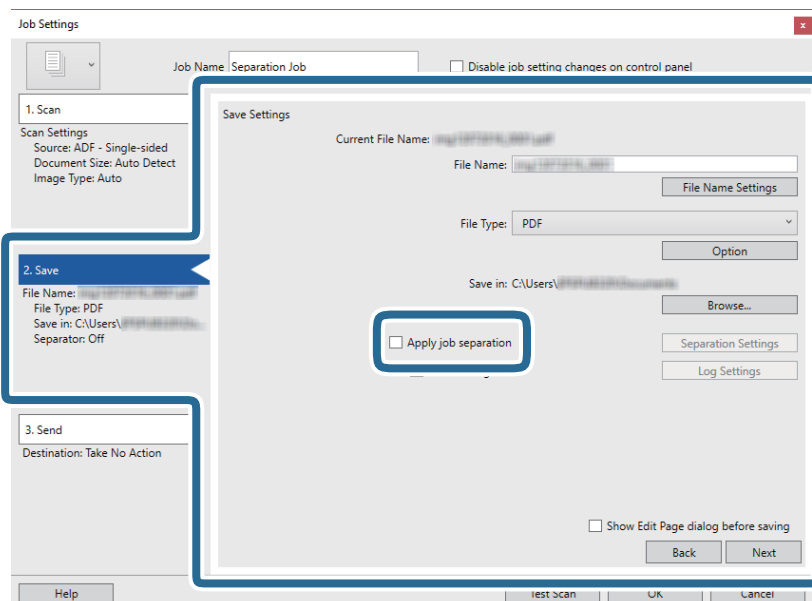 Job Settings
x
Job Name Separation Job
Disable job setting changes on control panel
1. Scan
Scan Settings
Source: ADF - Single-sided
Document Size: Auto Detect
Image Type: Auto
2. Save
File Name:
File Type: PDF
Save in: C:\Users\
Separator: Off
3. Send
Destination: Take No Action
Save Settings
Current File Name:
File Name:
File Name Settings
File Type: PDF
Option
Save in: C:\Users\
Browse...
Apply job separation
Separation Settings
Log Settings
Show Edit Page dialog before saving
Back Next
Help
Test Scan OK Cancel